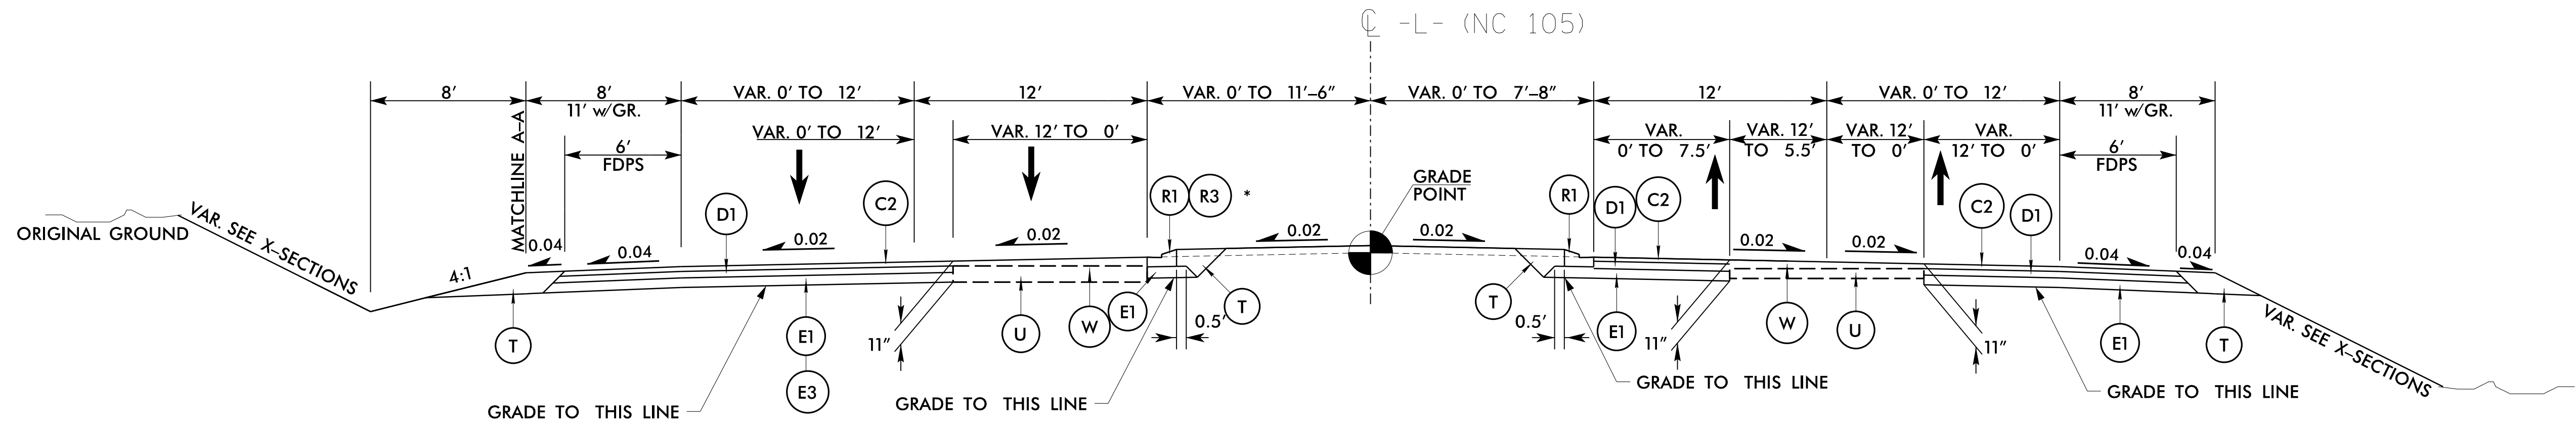 ℄ -L- (NC 105)
8'
8'
11' w/GR.
VAR. 0' TO 12'
12'
VAR. 0' TO 11'–6"
VAR. 0' TO 7'–8"
12'
VAR. 0' TO 12'
8'
11' w/GR.
MATCHLINE A–A
6'
FDPS
VAR. 0' TO 12'
VAR. 12' TO 0'
VAR.
0' TO 7.5'
VAR. 12'
TO 5.5'
VAR. 12'
TO 0'
VAR.
12' TO 0'
6'
FDPS
GRADE
POINT
D1
C2
R1
R3
*
R1
D1
C2
C2
D1
ORIGINAL GROUND
VAR. SEE X–SECTIONS
4:1
0.04
0.04
0.02
0.02
0.02
0.02
0.02
0.02
0.04
0.04
T
E1
E3
11"
U
W
E1
0.5'
T
T
0.5'
E1
11"
W
U
11"
E1
T
VAR. SEE X–SECTIONS
GRADE TO THIS LINE
GRADE TO THIS LINE
GRADE TO THIS LINE
GRADE TO THIS LINE